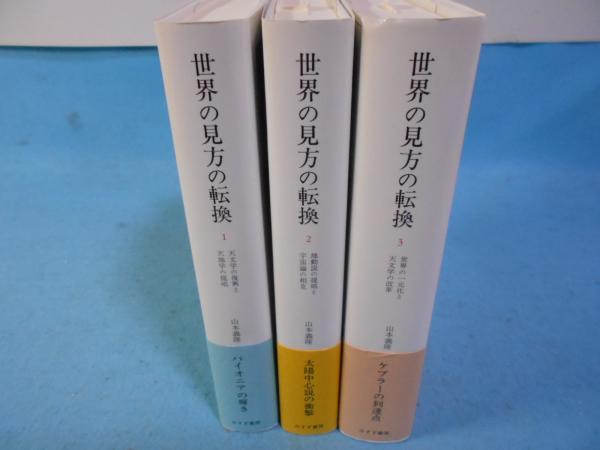 世界の見方の転換
1
天文学の復興と
天地学の提唱
山本義隆
パイオニアの輝き
みすず書房
世界の見方の転換
2
地動説の提唱と
宇宙論の相克
山本義隆
太陽中心説の衝撃
みすず書房
世界の見方の転換
3
世界の一元化と
天文学の改革
山本義隆
ケプラーの到達点
みすず書房